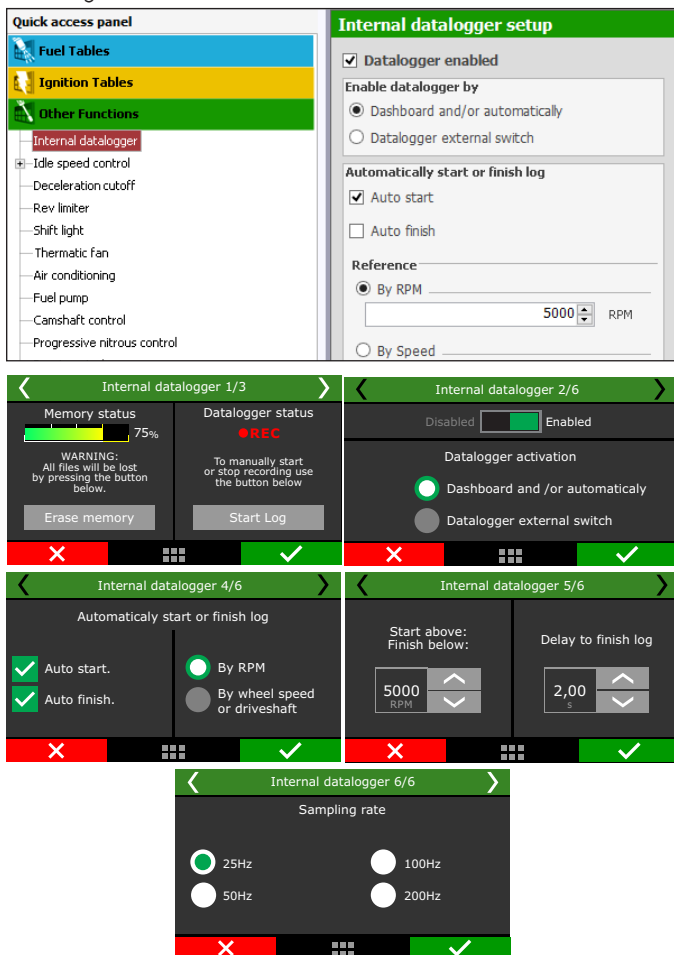 Quick access panel
Fuel Tables
Ignition Tables
Other Functions
Internal datalogger
Idle speed control
Deceleration cutoff
Rev limiter
Shift light
Thermatic fan
Air conditioning
Fuel pump
Camshaft control
Progressive nitrous control
Internal datalogger setup
Datalogger enabled
Enable datalogger by
Dashboard and/or automatically
Datalogger external switch
Automatically start or finish log
Auto start
Auto finish
Reference
By RPM
5000 RPM
By Speed
Internal datalogger 1/3
Memory status
75%
WARNING:
All files will be lost
by pressing the button
below.
Erase memory
Datalogger status
REC
To manually start
or stop recording use
the button below
Start Log
Internal datalogger 2/6
Disabled Enabled
Datalogger activation
Dashboard and /or automaticaly
Datalogger external switch
Internal datalogger 4/6
Automaticaly start or finish log
Auto start.
Auto finish.
By RPM
By wheel speed
or driveshaft
Internal datalogger 5/6
Start above:
Finish below:
5000
RPM
Delay to finish log
2,00
s
Internal datalogger 6/6
Sampling rate
25Hz
50Hz
100Hz
200Hz